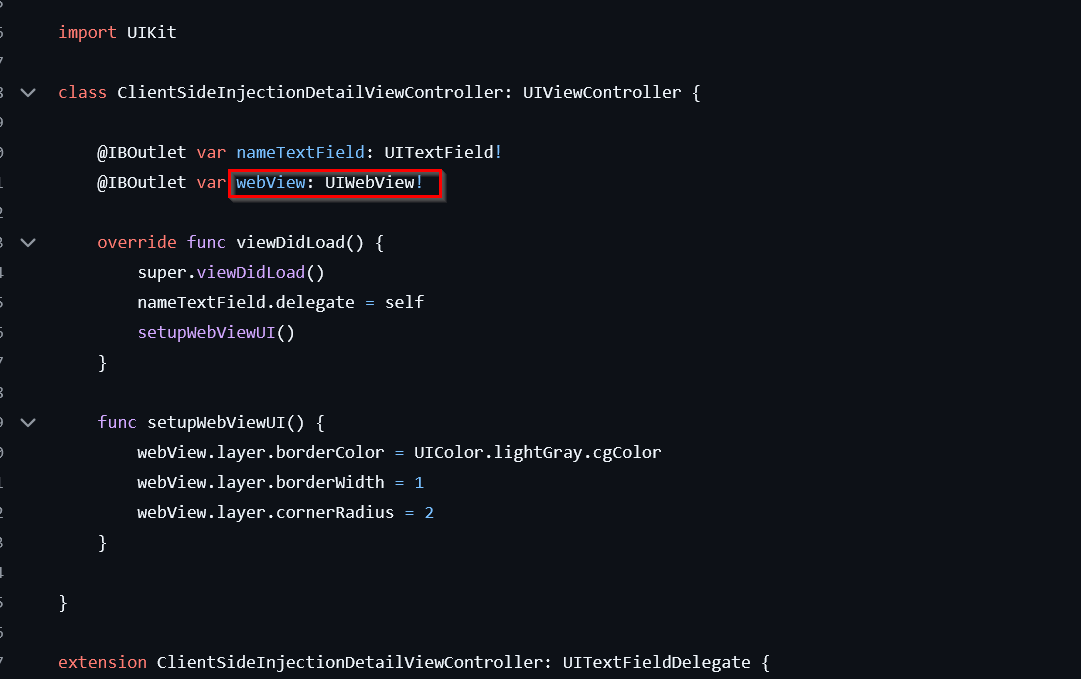 import UIKit
class ClientSideInjectionDetailViewController: UIViewController {
@IBOutlet var nameTextField: UITextField!
@IBOutlet var webView: UIWebView!
override func viewDidLoad() {
super.viewDidLoad()
nameTextField.delegate = self
setupWebViewUI()
}
func setupWebViewUI() {
webView.layer.borderColor = UIColor.lightGray.cgColor
webView.layer.borderWidth = 1
webView.layer.cornerRadius = 2
}
}
extension ClientSideInjectionDetailViewController: UITextFieldDelegate {